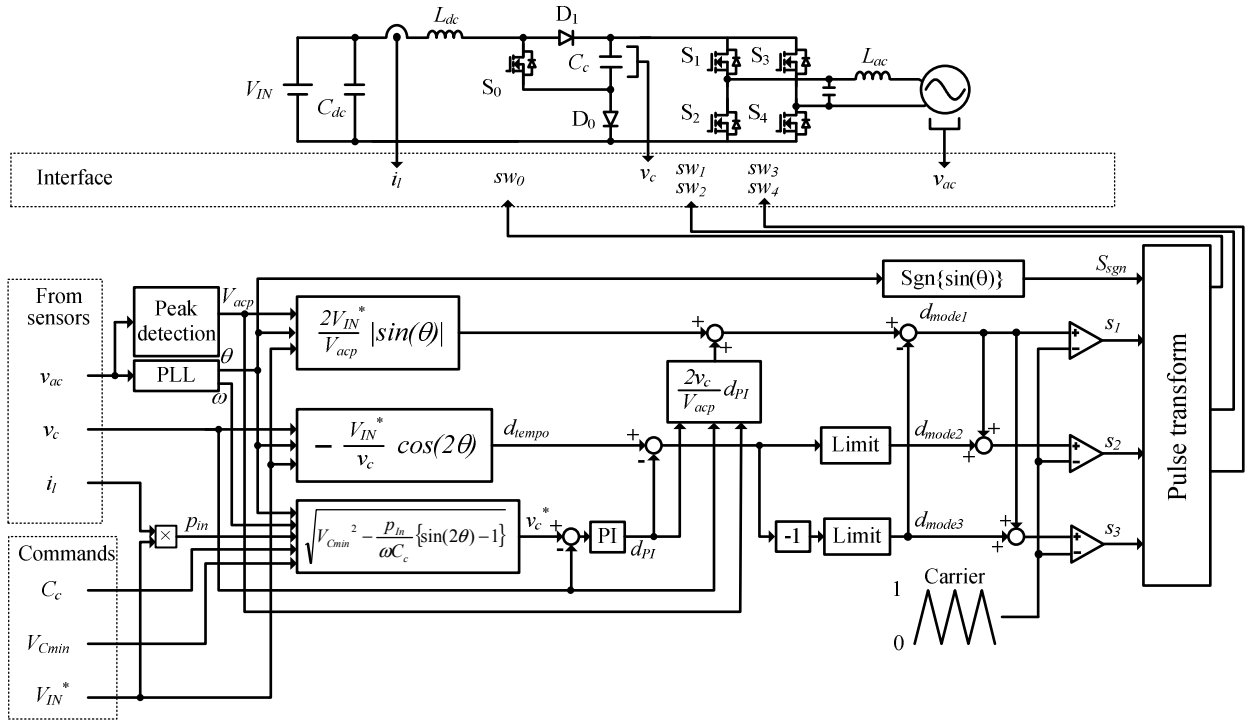 L_dc
D_1
V_IN
C_dc
S_0
C_c
D_0
S_1
S_3
S_2
S_4
L_ac
Interface
i_l
sw_0
v_c
sw_1
sw_2
sw_3
sw_4
v_ac
From
sensors
v_ac
v_c
i_l
Commands
C_c
V_Cmin
V_IN^*
Peak
detection
V_acp
PLL
θ
ω
×
p_in
2V_IN^* / V_acp |sin(θ)|
− V_IN^* / v_c cos(2θ)
d_tempo
√(V_Cmin^2 − p_In / ωC_c {sin(2θ) −1})
v_c^*
+
-
PI
d_PI
+
-
+
+
2v_c / V_acp d_PI
Sgn{sin(θ)}
S_sgn
+
-
d_mode1
Limit
d_mode2
+
+
-1
Limit
d_mode3
+
+
Carrier
1
0
+
−
s_1
+
−
s_2
+
−
s_3
Pulse transform